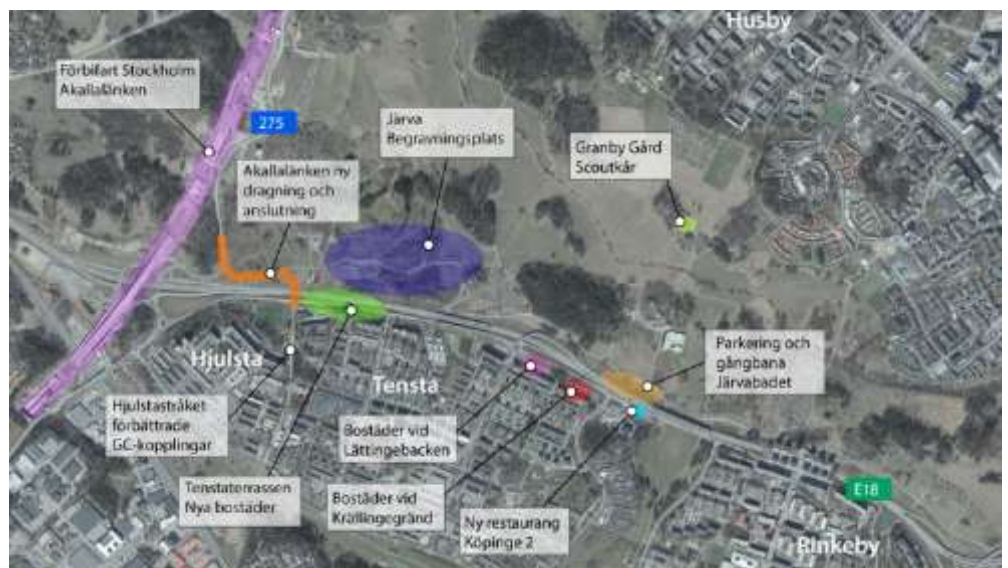 Husby
Förbifart Stockholm
Akallalänken
275
Järva
Begravningsplats
Granby Gård
Scoutkår
Akallalänken ny
dragning och
anslutning
Hjulsta
Tensta
Parkering och
gångbana
Järvabadet
Hjulstastråket
förbättrade
GC-kopplingar
Bostäder vid
Lättingebacken
Tenstaterrassen
Nya bostäder
Bostäder vid
Krällingegränd
Ny restaurang
Köpinge 2
E18
Rinkeby